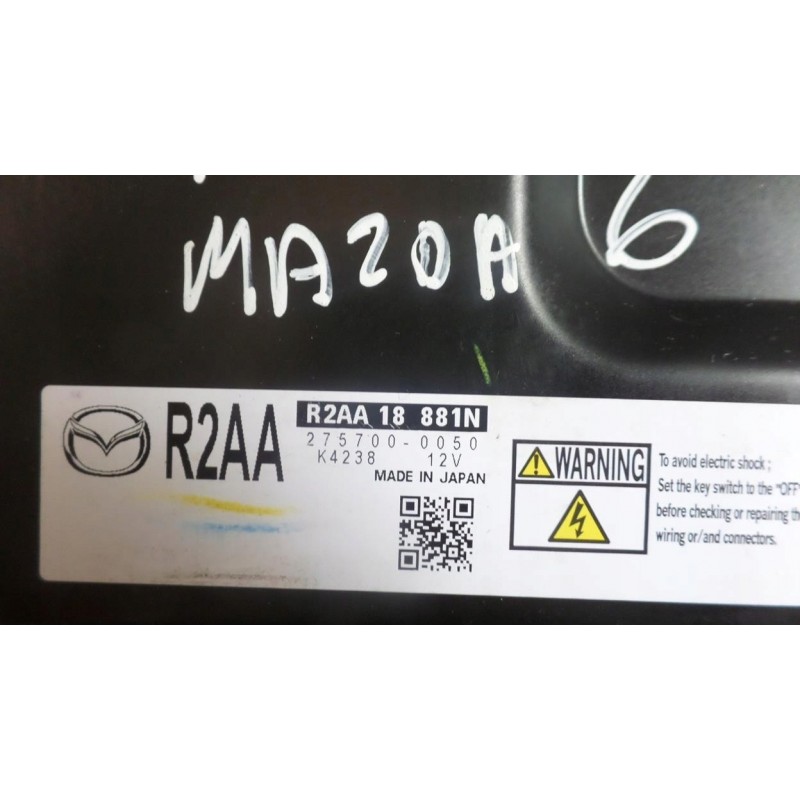 MAZDA 6
R2AA
R2AA 18 881N
275700-0050
K4238 12V
MADE IN JAPAN
WARNING
To avoid electric shock ;
Set the key switch to the "OFF"
before checking or repairing th
wiring or/and connectors.